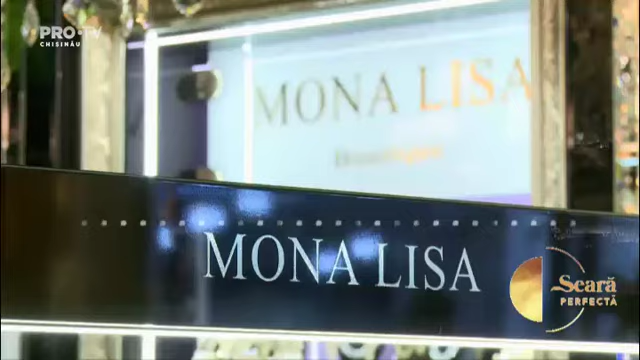 PRO TV
CHIȘINĂU
MONA LISA
MONA LISA
Seară
PERFECTĂ